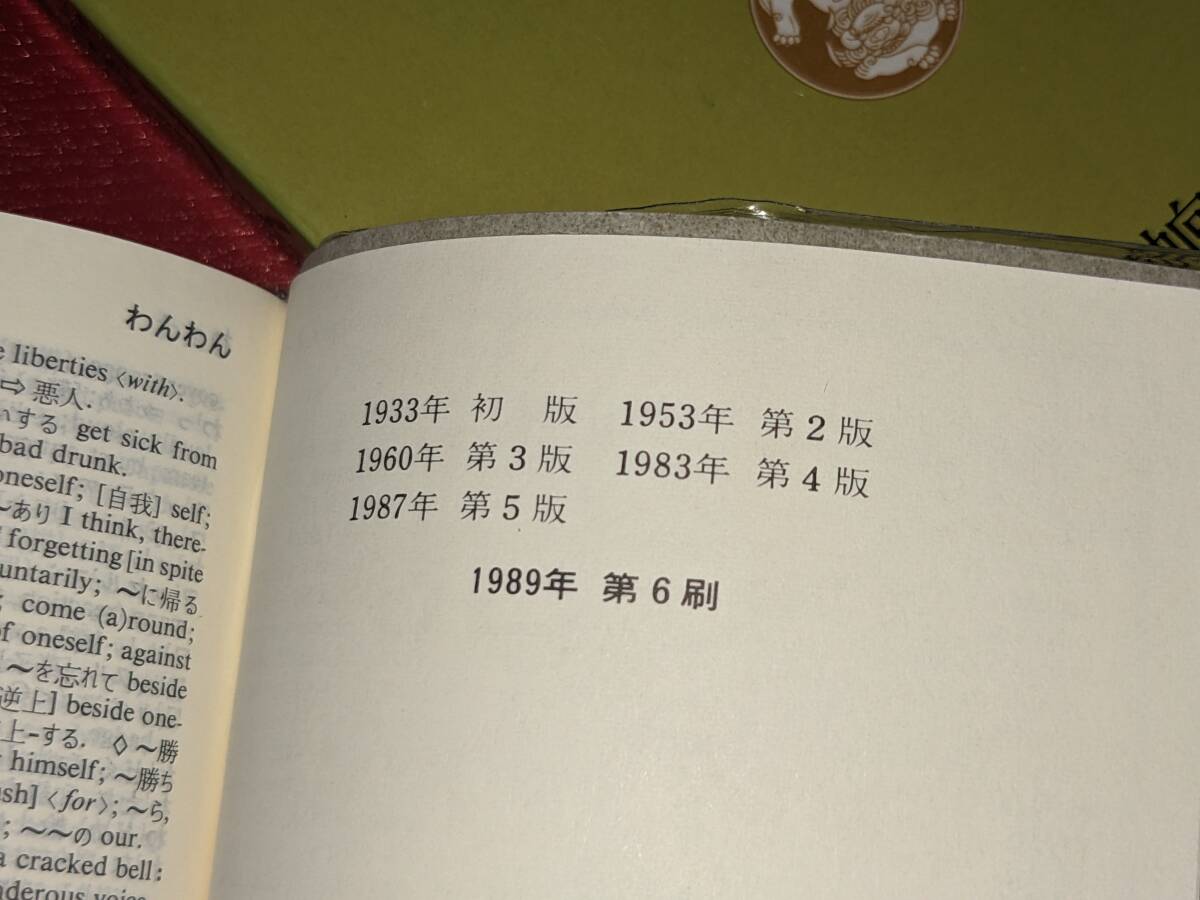 わんわん
liberties ⟨with⟩.
⇨ 悪人.
する get sick from
bad drunk.
oneself; [自我] self;
〜あり I think, there-
forgetting [in spite
untarily; 〜に帰る
come (a)round;
of oneself; against
〜を忘れて beside
逆上] beside one-
上-する. ◇〜勝
himself; 〜勝ち
⟨for⟩; 〜ら,
; 〜〜の our.
a cracked bell:
1933年 初 版 1953年 第2版
1960年 第3版 1983年 第4版
1987年 第5版
1989年 第6刷